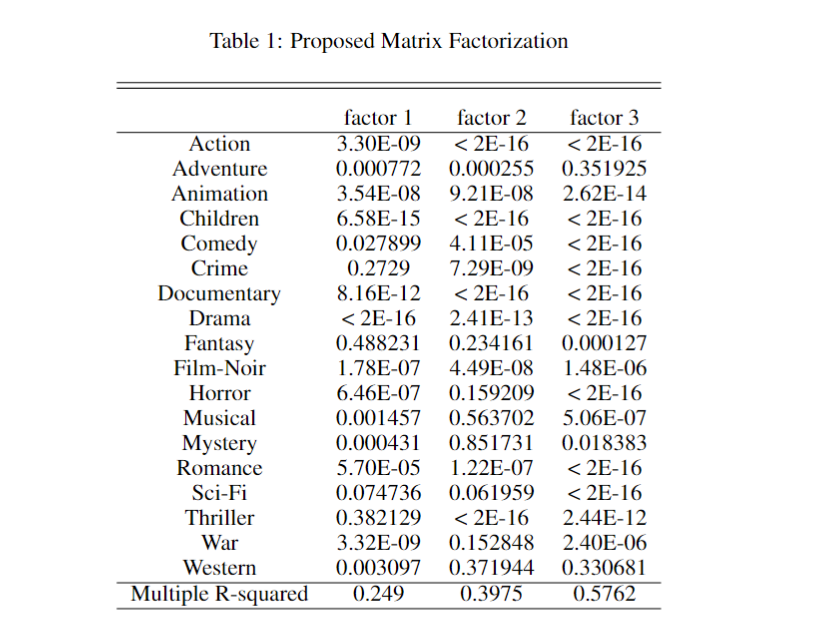 Table 1: Proposed Matrix Factorization
factor 1 factor 2 factor 3
Action 3.30E-09 < 2E-16 < 2E-16
Adventure 0.000772 0.000255 0.351925
Animation 3.54E-08 9.21E-08 2.62E-14
Children 6.58E-15 < 2E-16 < 2E-16
Comedy 0.027899 4.11E-05 < 2E-16
Crime 0.2729 7.29E-09 < 2E-16
Documentary 8.16E-12 < 2E-16 < 2E-16
Drama < 2E-16 2.41E-13 < 2E-16
Fantasy 0.488231 0.234161 0.000127
Film-Noir 1.78E-07 4.49E-08 1.48E-06
Horror 6.46E-07 0.159209 < 2E-16
Musical 0.001457 0.563702 5.06E-07
Mystery 0.000431 0.851731 0.018383
Romance 5.70E-05 1.22E-07 < 2E-16
Sci-Fi 0.074736 0.061959 < 2E-16
Thriller 0.382129 < 2E-16 2.44E-12
War 3.32E-09 0.152848 2.40E-06
Western 0.003097 0.371944 0.330681
Multiple R-squared 0.249 0.3975 0.5762